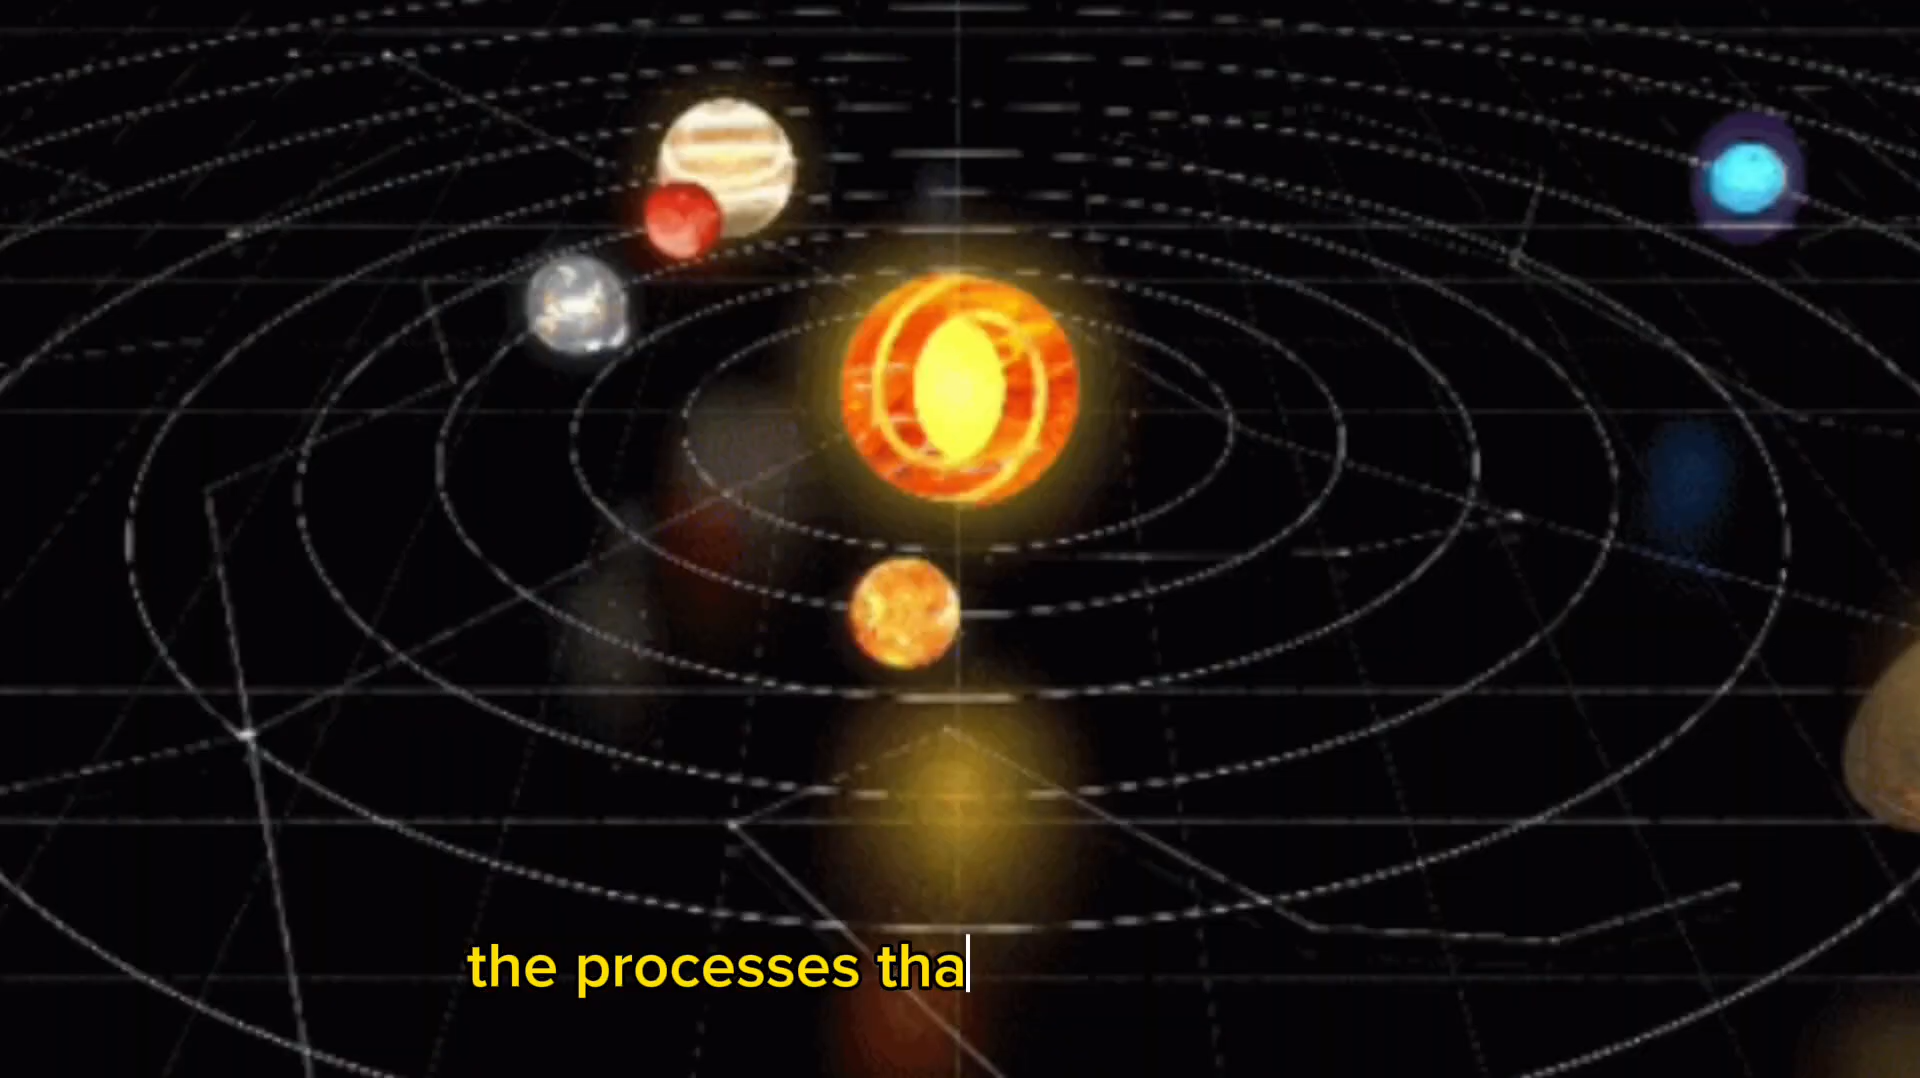 the processes tha